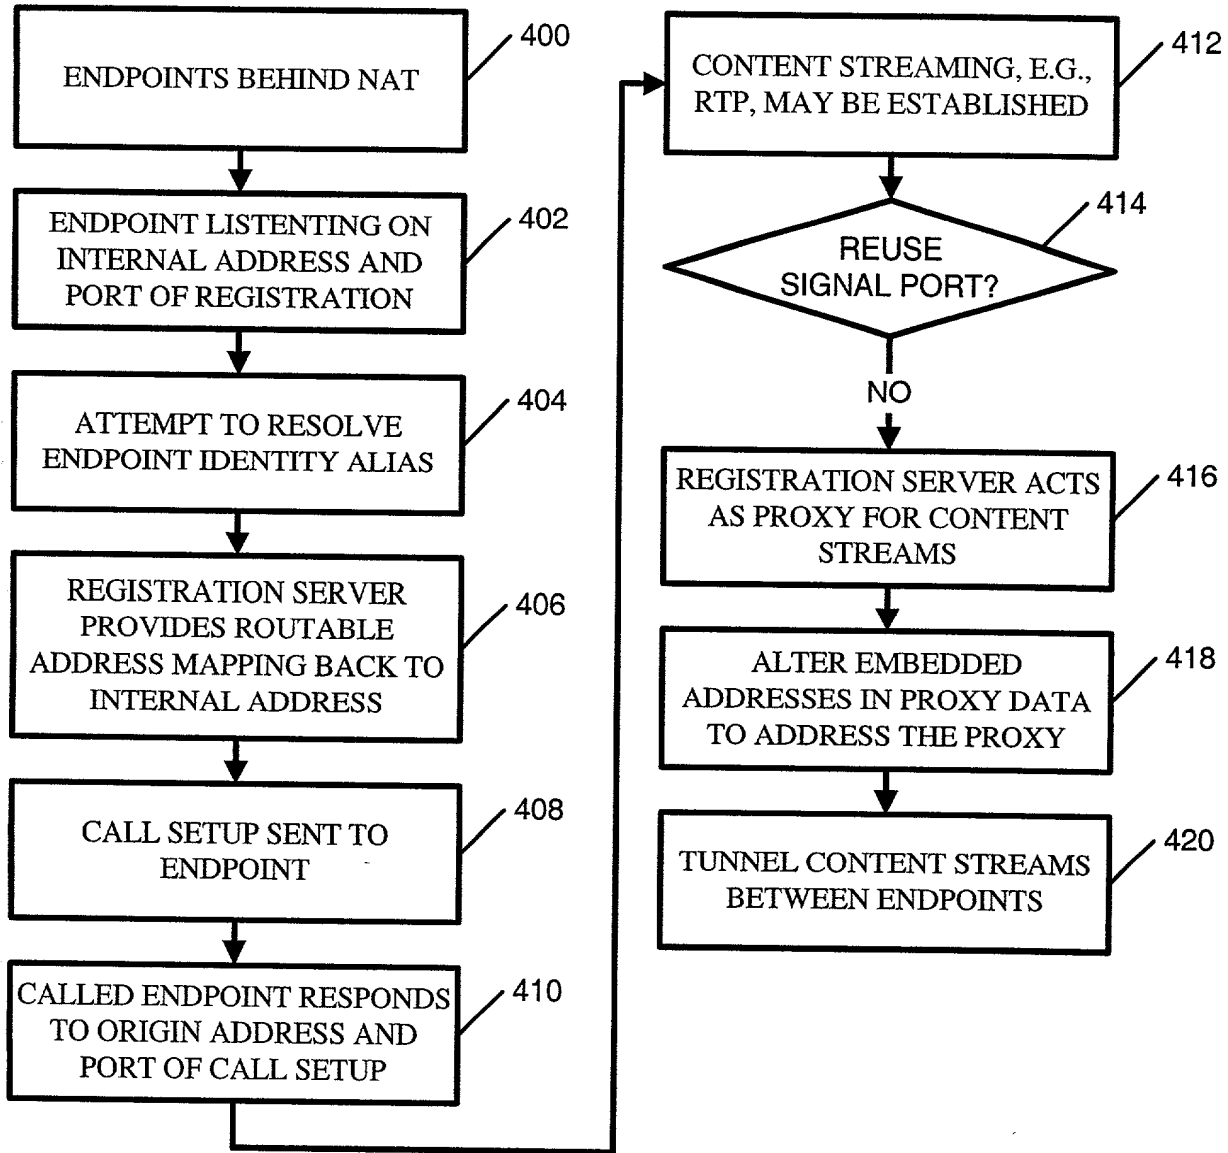 ENDPOINTS BEHIND NAT
400
ENDPOINT LISTENTING ON
INTERNAL ADDRESS AND
PORT OF REGISTRATION
402
ATTEMPT TO RESOLVE
ENDPOINT IDENTITY ALIAS
404
REGISTRATION SERVER
PROVIDES ROUTABLE
ADDRESS MAPPING BACK TO
INTERNAL ADDRESS
406
CALL SETUP SENT TO
ENDPOINT
408
CALLED ENDPOINT RESPONDS
TO ORIGIN ADDRESS AND
PORT OF CALL SETUP
410
CONTENT STREAMING, E.G.,
RTP, MAY BE ESTABLISHED
412
REUSE
SIGNAL PORT?
414
NO
REGISTRATION SERVER ACTS
AS PROXY FOR CONTENT
STREAMS
416
ALTER EMBEDDED
ADDRESSES IN PROXY DATA
TO ADDRESS THE PROXY
418
TUNNEL CONTENT STREAMS
BETWEEN ENDPOINTS
420